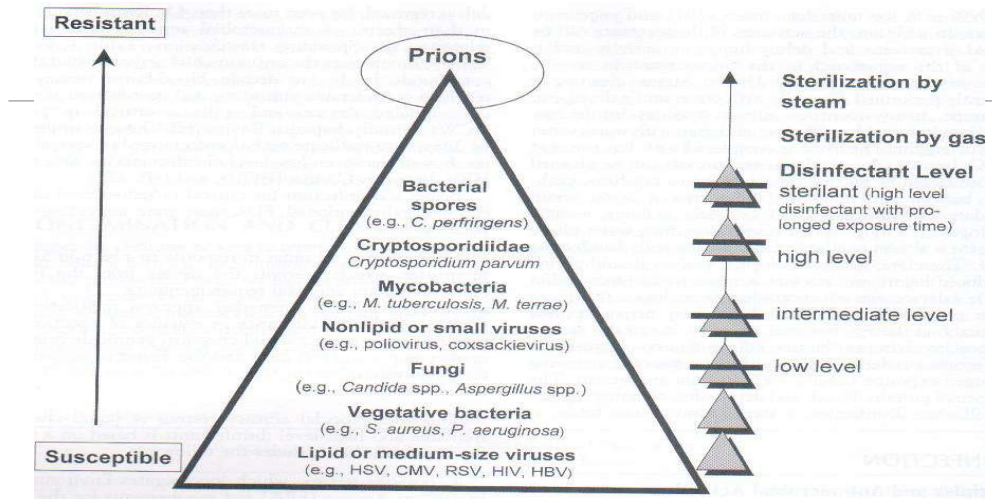 Resistant
Prions
Sterilization by
steam
Sterilization by gas
Disinfectant Level
sterilant (high level
disinfectant with pro-
longed exposure time)
high level
intermediate level
low level
Bacterial
spores
(e.g., C. perfringens)
Cryptosporidiidae
Cryptosporidium parvum
Mycobacteria
(e.g., M. tuberculosis, M. terrae)
Nonlipid or small viruses
(e.g., poliovirus, coxsackievirus)
Fungi
(e.g., Candida spp., Aspergillus spp.)
Vegetative bacteria
(e.g., S. aureus, P. aeruginosa)
Lipid or medium-size viruses
(e.g., HSV, CMV, RSV, HIV, HBV)
Susceptible